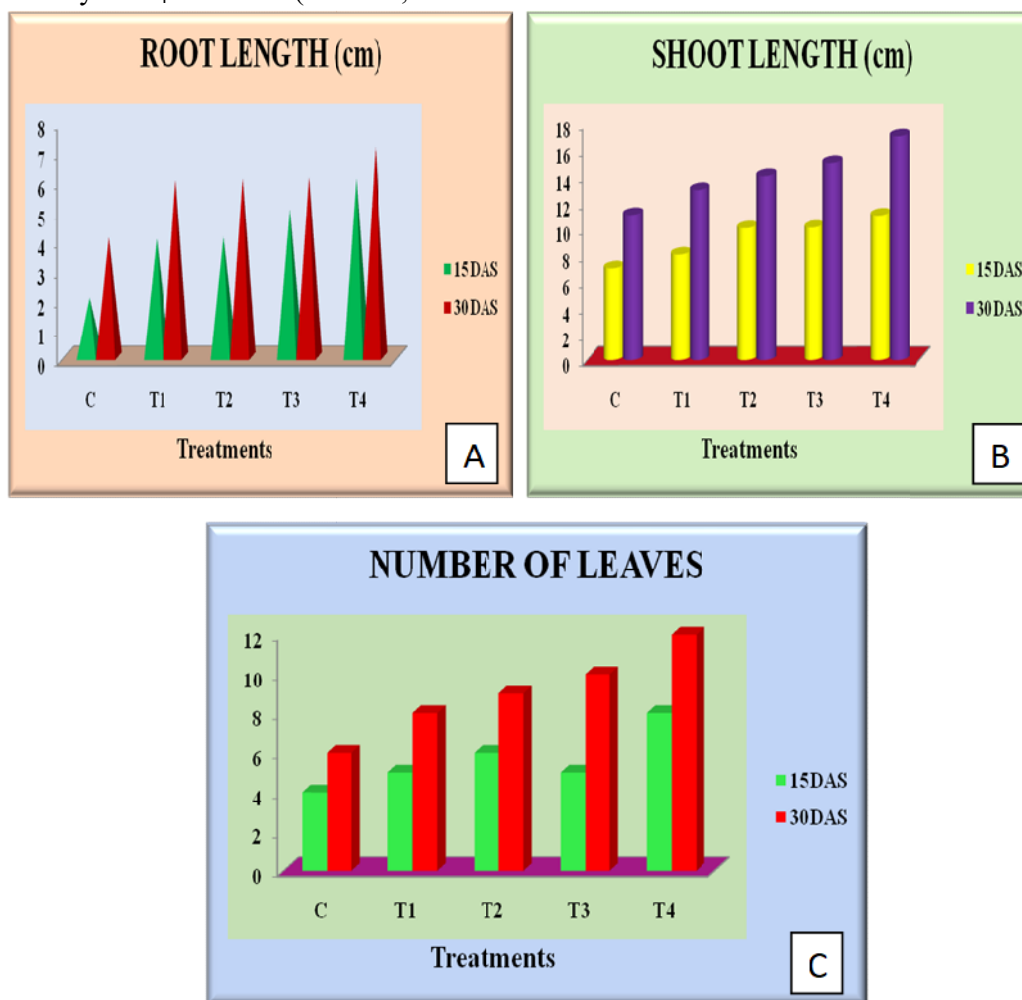 ROOT LENGTH (cm)
8
7
6
5
4
3
2
1
0
C T1 T2 T3 T4
Treatments
15DAS
30DAS
A
SHOOT LENGTH (cm)
18
16
14
12
10
8
6
4
2
0
C T1 T2 T3 T4
Treatments
15DAS
30DAS
B
NUMBER OF LEAVES
12
10
8
6
4
2
0
C T1 T2 T3 T4
Treatments
15DAS
30DAS
C